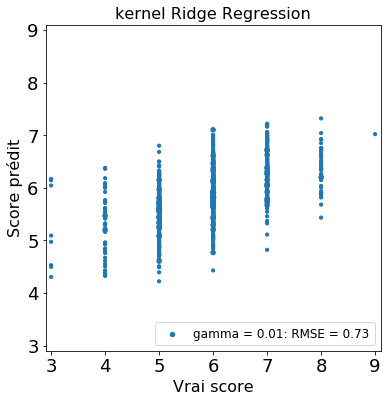 kernel Ridge Regression
9
8
7
6
5
4
3
Score prédit
gamma = 0.01: RMSE = 0.73
3 4 5 6 7 8 9
Vrai score